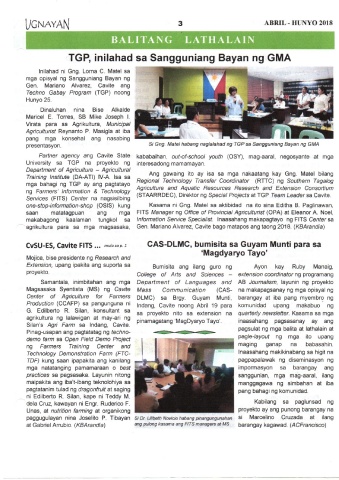 UGNAYAN
3
ABRIL - HUNYO 2018
BALITANG LATHALAIN
TGP, inilahad sa Sangguniang Bayan ng GMA
Inilahad ni Gng. Lorna C. Matel sa
mga opisyal ng Sangguniang Bayan ng
Gen. Mariano Alvarez, Cavite ang
Techno Gabay Program (TGP) noong
Hunyo 25.
Dinaluhan nina Bise Alkalde
Maricel E. Torres, SB Mike Joseph I.
Virata para sa Agrikultura, Municipal
Agriculturist Reynanto P. Masigla at iba
pang mga konsehal ang nasabing
presentasyon.
Partner agency ang Cavite State
University sa TGP na proyekto ng
Department of Agriculture – Agricultural
Training Institute (DA-ATI) IV-A. Isa sa
mga bahagi ng TGP ay ang pagtatayo
ng Farmers' Information & Technology
Services (FITS) Center na nagsisilbing
one-stop-information-shop (OSIS) kung
saan matatagpuan ang mga
makabagong kaalaman tungkol sa
agrikultura para sa mga magsasaka,
Si Gng. Matel habang naglalahad ng TGP sa Sangguniang Bayan ng GMA
kababaihan, out-of-school youth (OSY), mag-aaral, negosyante at mga
interesadong mamamayan.
Ang gawaing ito ay isa sa mga nakaatang kay Gng. Matel bilang
Regional Technology Transfer Coordinator (RTTC) ng Southern Tagalog
Agriculture and Aquatic Resources Research and Extension Consortium
(STAARRDEC), Direktor ng Special Projects at TGP Team Leader sa Cavite.
Kasama ni Gng. Matel sa aktibidad na ito sina Editha B. Paglinawan,
FITS Manager ng Office of Provincial Agriculturist (OPA) at Eleanor A. Noel,
Information Service Specialist. Inaasahang makapagtayo ng FITS Center sa
Gen. Mariano Alvarez, Cavite bago matapos ang taong 2018. (KBArandia)
CvSU-ES, Cavite FITS ...
Mojica, bise presidente ng Research and
Extension, upang ipakita ang suporta sa
proyekto.
Samantala, inimbitahan ang mga
Magsasaka Siyentista (MS) ng Cavite
Center of Agriculture for Farmers
Production (CCAFP) sa pangunguna ni
G. Edilberto R. Silan, konsultant sa
agrikultura ng lalawigan at may-ari ng
Silan's Agri Farm sa Indang, Cavite.
Pinag-usapan ang pagtatatag ng techno-
demo farm sa Open Field Demo Project
ng Farmers Training Center and
Technology Demonstration Farm (FTC-
TDF) kung saan ipapakita ang kanilang
mga natatanging pamamaraan o best
practices sa pagsasaka. Layunin nitong
maipakita ang iba't-ibang teknolohiya sa
pagtatanim tulad ng dragonfruit at saging
ni Edilberto R. Silan, kape ni Teddy M.
dela Cruz, kawayan ni Engr. Ruderico F.
Unas, at nutrition farming at organikong
paggugulayan nina Joselito P. Tibayan
at Gabriel Arrubio. (KBArandia)
CAS-DLMC, bumisita sa Guyam Munti para sa
'Magdyaryo Tayo'
Bumisita ang ilang guro ng
College of Arts and Sciences –
Department of Languages and
Mass Communication (CAS-
DLMC) sa Brgy. Guyam Munti,
Indang, Cavite noong Abril 19 para
sa proyekto nito sa extension na
pinamagatang 'MagDyaryo Tayo'.
Ayon kay Ruby Manaig,
extension coordinator ng programang
AB Journalism, layunin ng proyekto
na makapagsanay ng mga opisyal ng
barangay at iba pang miyembro ng
komunidad upang makabuo ng
quarterly newsletter. Kasama sa mga
inaasahang pagsasanay ay ang
pagsulat ng mga balita at lathalain at
page-layout ng mga ito upang
maging ganap na babasahin.
Inaasahang makikinabang sa higit na
pagpapalawak ng diseminasyon ng
impormasyon sa barangay ang
sanggunian, mga mag-aaral, ilang
manggagawa ng simbahan at iba
pang bahagi ng komunidad.
Kabilang sa paglunsad ng
proyekto ay ang punong barangay na
si Marcelino Cruzada at ilang
barangay kagawad. (ACFrancisco)
ang pulong kasama ang FITS managers at MS